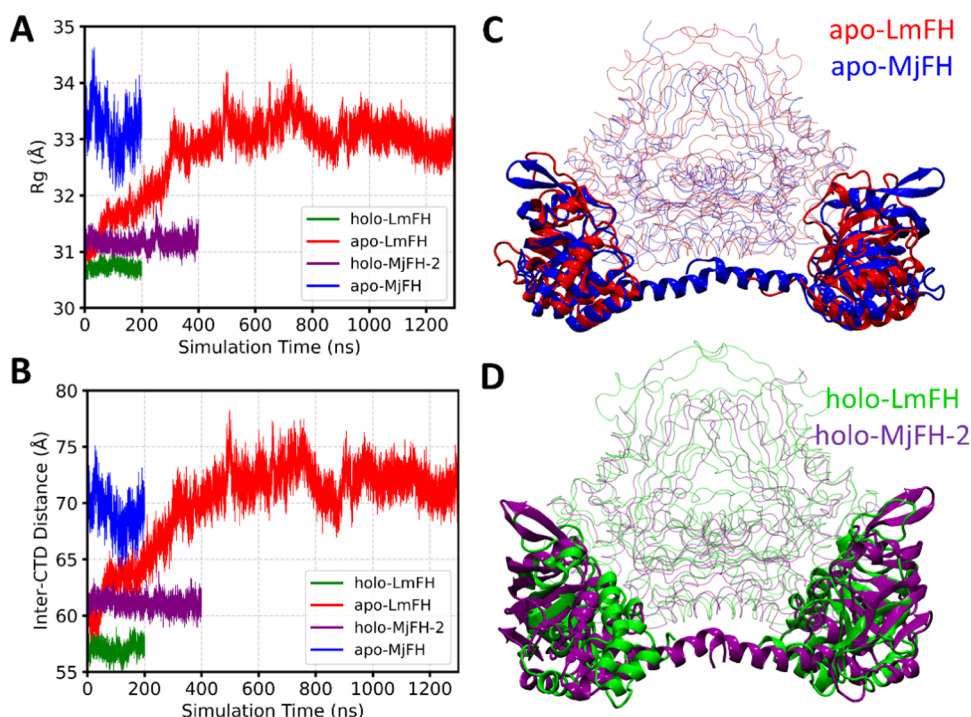 A
35
34
33
32
31
30
Rg (Å)
holo-LmFH
apo-LmFH
holo-MjFH-2
apo-MjFH
0 200 400 600 800 1000 1200
Simulation Time (ns)
B
80
75
70
65
60
55
Inter-CTD Distance (Å)
holo-LmFH
apo-LmFH
holo-MjFH-2
apo-MjFH
0 200 400 600 800 1000 1200
Simulation Time (ns)
C
apo-LmFH
apo-MjFH
D
holo-LmFH
holo-MjFH-2